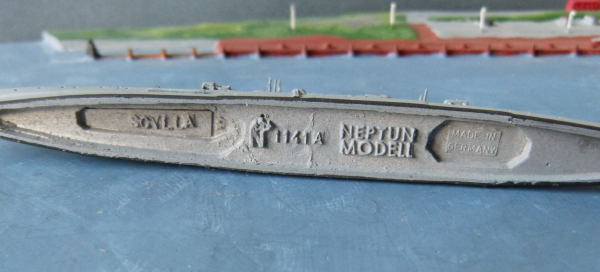 SCYLLA
N 1141A
NEPTUN
MODELL
MADE IN
GERMANY